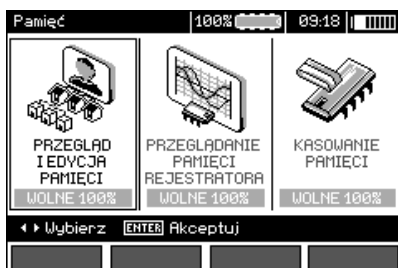 Pamięć 100% 09:18
PRZEGLĄD
I EDYCJA
PAMIĘCI
WOLNE 100%
PRZEGLĄDANIE
PAMIĘCI
REJESTRATORA
WOLNE 100%
KASOWANIE
PAMIĘCI
WOLNE 100%
Wybierz ENTER Akceptuj